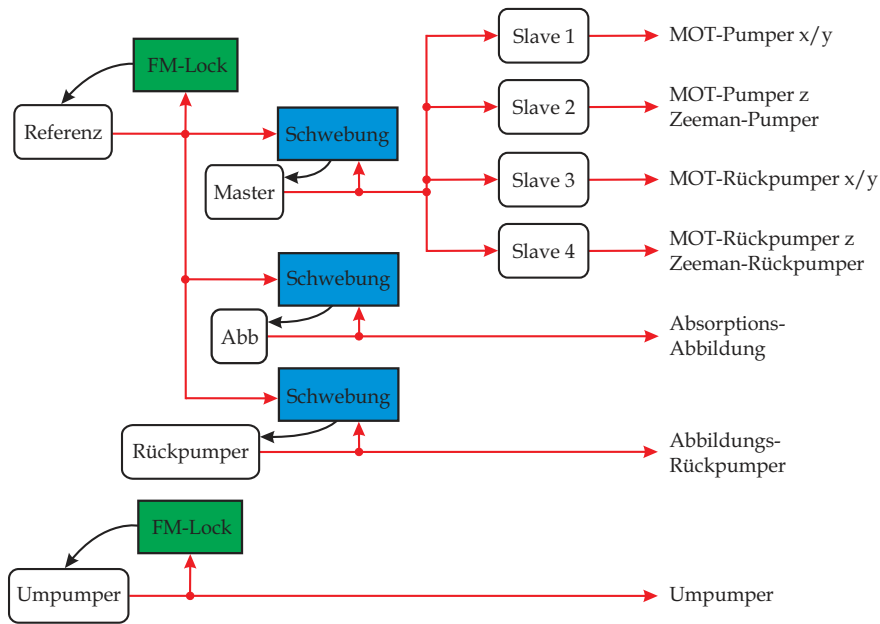 Slave 1
MOT-Pumper x/y
FM-Lock
Slave 2
MOT-Pumper z
Zeeman-Pumper
Referenz
Schwebung
Master
Slave 3
MOT-Rückpumper x/y
Slave 4
MOT-Rückpumper z
Zeeman-Rückpumper
Schwebung
Abb
Absorptions-
Abbildung
Schwebung
Rückpumper
Abbildungs-
Rückpumper
FM-Lock
Umpumper
Umpumper